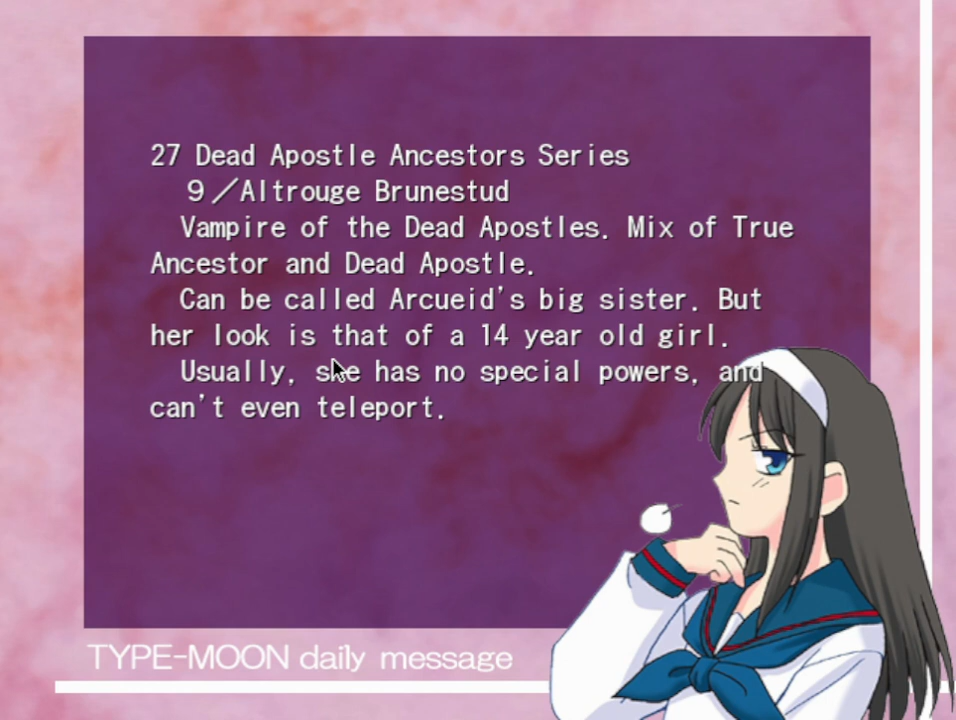 27 Dead Apostle Ancestors Series
9／Altrouge Brunestud
Vampire of the Dead Apostles. Mix of True
Ancestor and Dead Apostle.
Can be called Arcueid's big sister. But
her look is that of a 14 year old girl.
Usually, she has no special powers, and
can't even teleport.
TYPE-MOON daily message